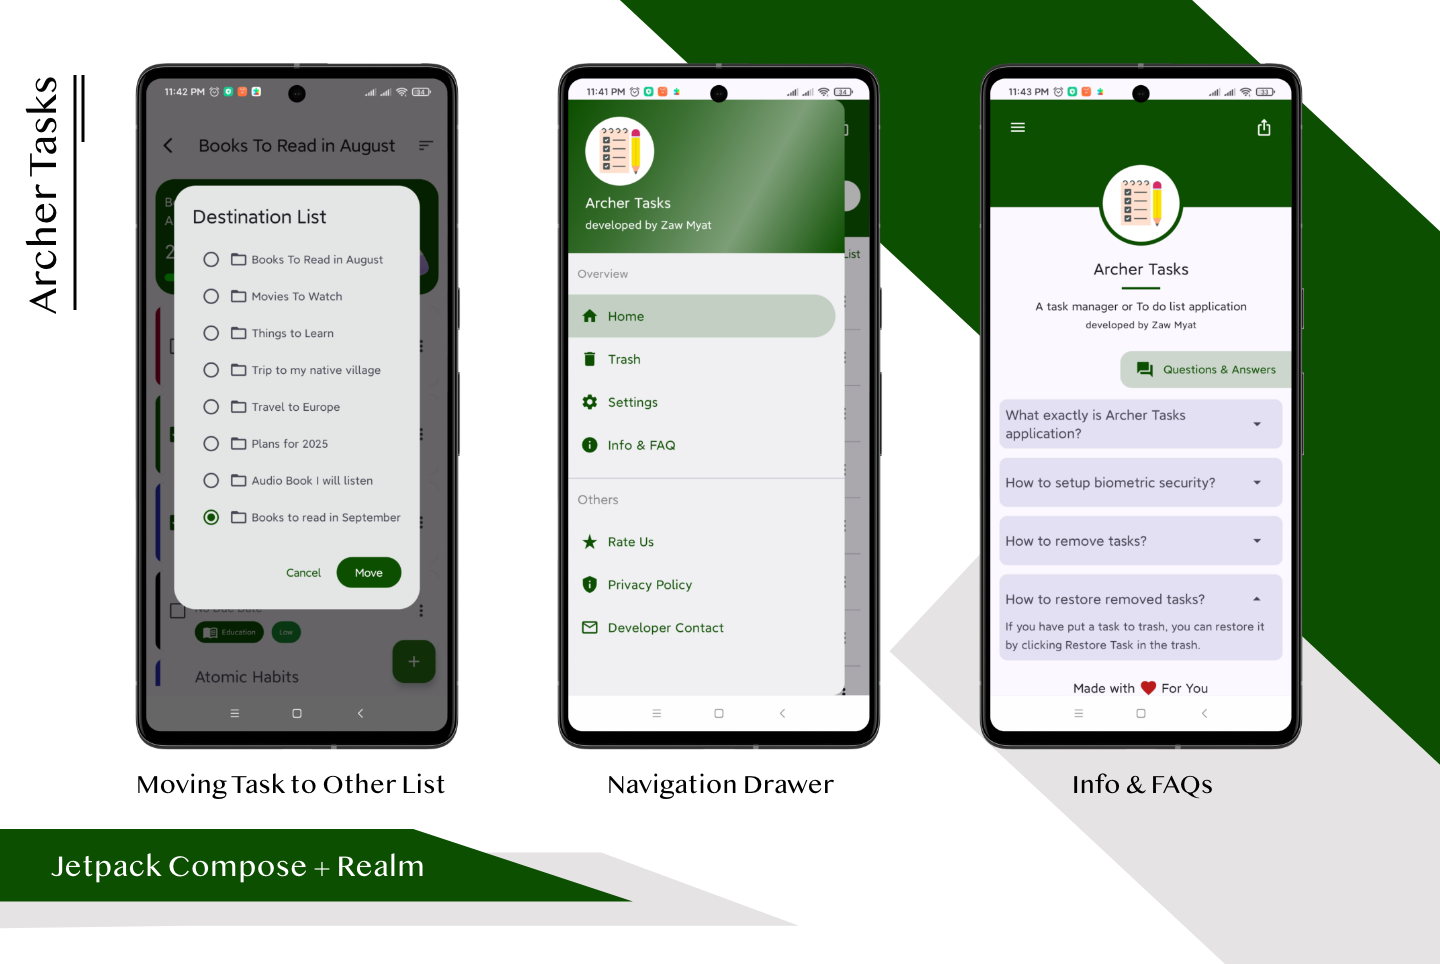 Archer Tasks
11:42 PM
34
Books To Read in August
Destination List
Books To Read in August
Movies To Watch
Things to Learn
Trip to my native village
Travel to Europe
Plans for 2025
Audio Book I will listen
Books to read in September
Cancel
Move
No Due Date
Education
Low
Atomic Habits
Moving Task to Other List
11:41 PM
34
Archer Tasks
developed by Zaw Myat
List
Overview
Home
Trash
Settings
Info & FAQ
Others
Rate Us
Privacy Policy
Developer Contact
Navigation Drawer
11:43 PM
33
Archer Tasks
A task manager or To do list application
developed by Zaw Myat
Questions & Answers
What exactly is Archer Tasks
application?
How to setup biometric security?
How to remove tasks?
How to restore removed tasks?
If you have put a task to trash, you can restore it
by clicking Restore Task in the trash.
Made with ❤ For You
Info & FAQs
Jetpack Compose + Realm